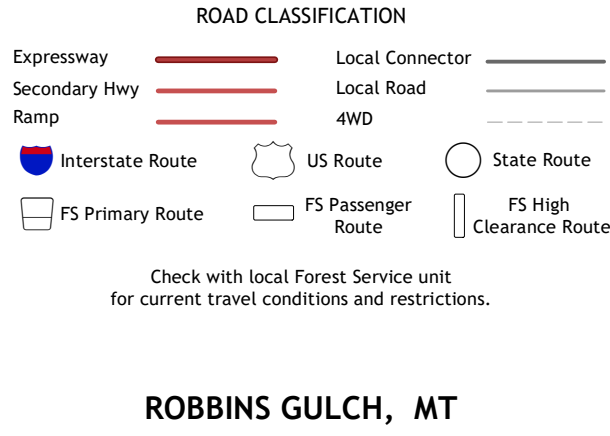 ROAD CLASSIFICATION
Expressway
Local Connector
Secondary Hwy
Local Road
Ramp
4WD
Interstate Route
US Route
State Route
FS Primary Route
FS Passenger
Route
FS High
Clearance Route
Check with local Forest Service unit
for current travel conditions and restrictions.
ROBBINS GULCH, MT